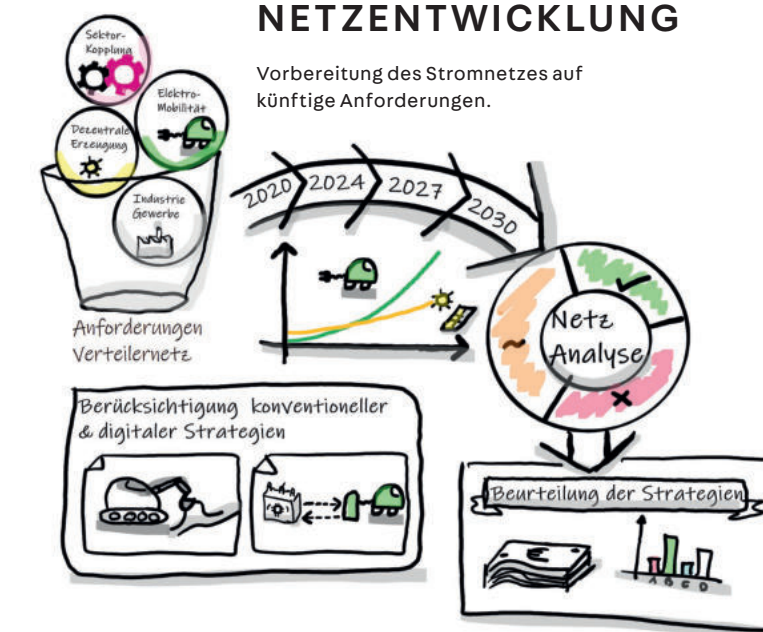 NETZENTWICKLUNG
Vorbereitung des Stromnetzes auf
künftige Anforderungen.
Sektor-
Kopplung
Elektro-
Mobilität
Dezentrale
Erzeugung
Industrie
Gewerbe
Anforderungen
Verteilernetz
2020
2024
2027
2030
Netz
Analyse
Berücksichtigung konventioneller
& digitaler Strategien
Beurteilung der Strategien
€
A B C D